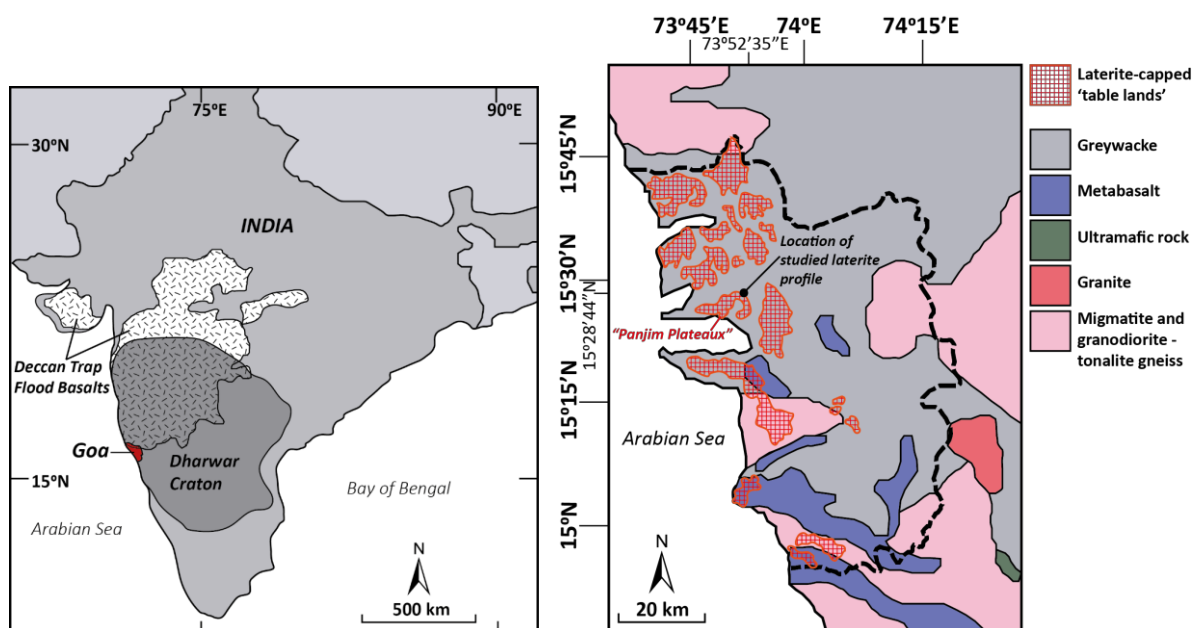 75ºE
90ºE
30ºN
INDIA
Deccan Trap
Flood Basalts
Goa
Dharwar
Craton
15ºN
Bay of Bengal
Arabian Sea
N
500 km
73º45’E
74ºE
74º15’E
73º52’35”E
15º45’N
15º30’N
15º28’44”N
15º15’N
15ºN
Location of
studied laterite
profile
“Panjim Plateaux”
Arabian Sea
N
20 km
Laterite-capped
‘table lands’
Greywacke
Metabasalt
Ultramafic rock
Granite
Migmatite and
granodiorite -
tonalite gneiss